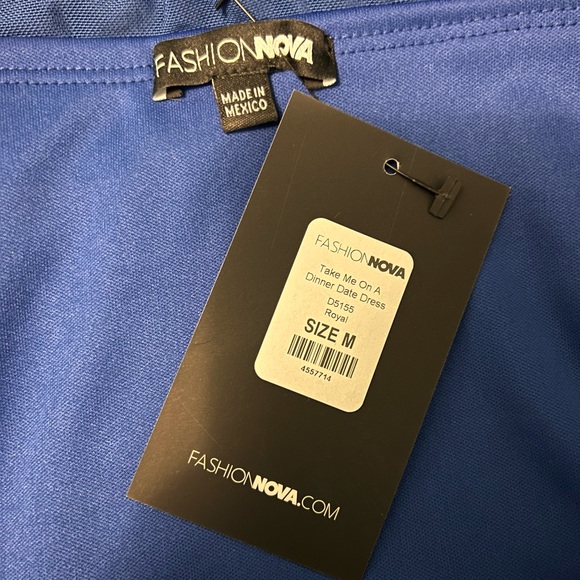 FASHIONNOVA
MADE IN
MEXICO
FASHIONNOVA
Take Me On A
Dinner Date Dress
D5155
Royal
SIZE M
4557714
FASHIONNOVA.COM